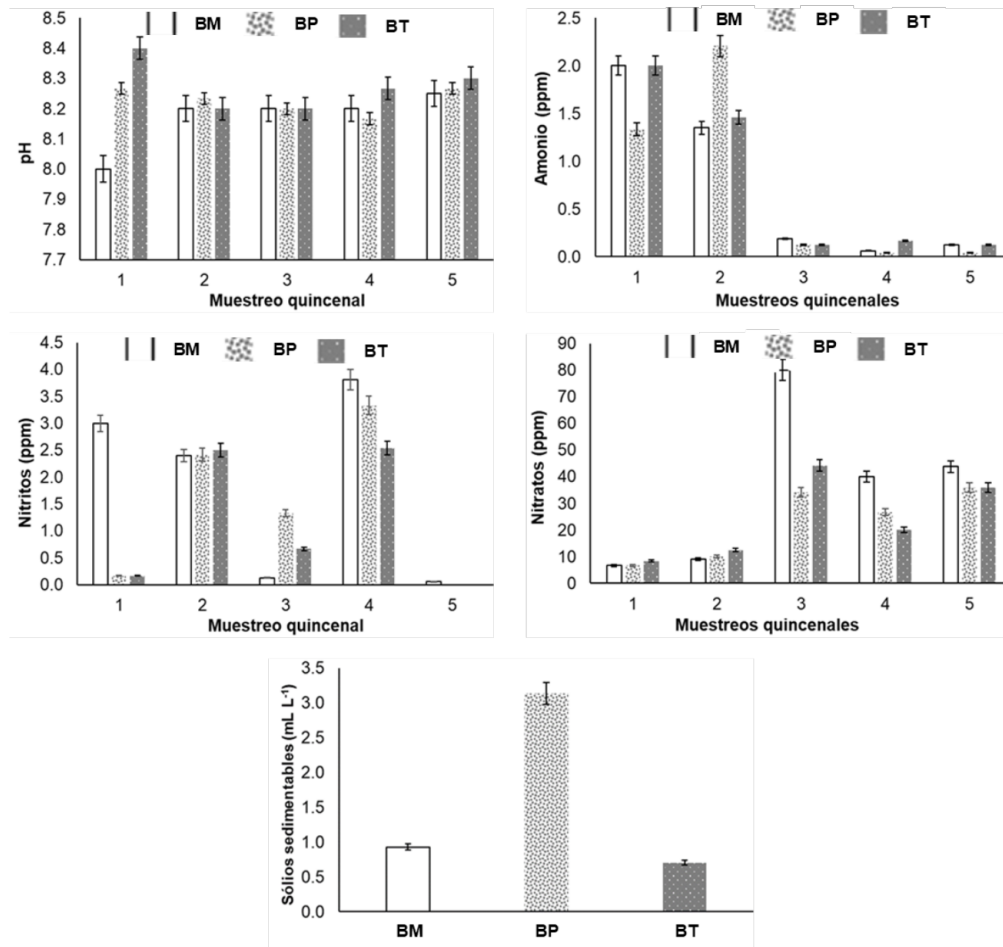 BM BP BT
pH
8.5
8.4
8.3
8.2
8.1
8.0
7.9
7.8
7.7
1 2 3 4 5
Muestreo quincenal
BM BP BT
Amonio (ppm)
2.5
2.0
1.5
1.0
0.5
0.0
1 2 3 4 5
Muestreos quincenales
BM BP BT
Nitritos (ppm)
4.5
4.0
3.5
3.0
2.5
2.0
1.5
1.0
0.5
0.0
1 2 3 4 5
Muestreo quincenal
BM BP BT
Nitratos (ppm)
90
80
70
60
50
40
30
20
10
0
1 2 3 4 5
Muestreos quincenales
Sólios sedimentables (mL L⁻¹)
3.5
3.0
2.5
2.0
1.5
1.0
0.5
0.0
BM BP BT